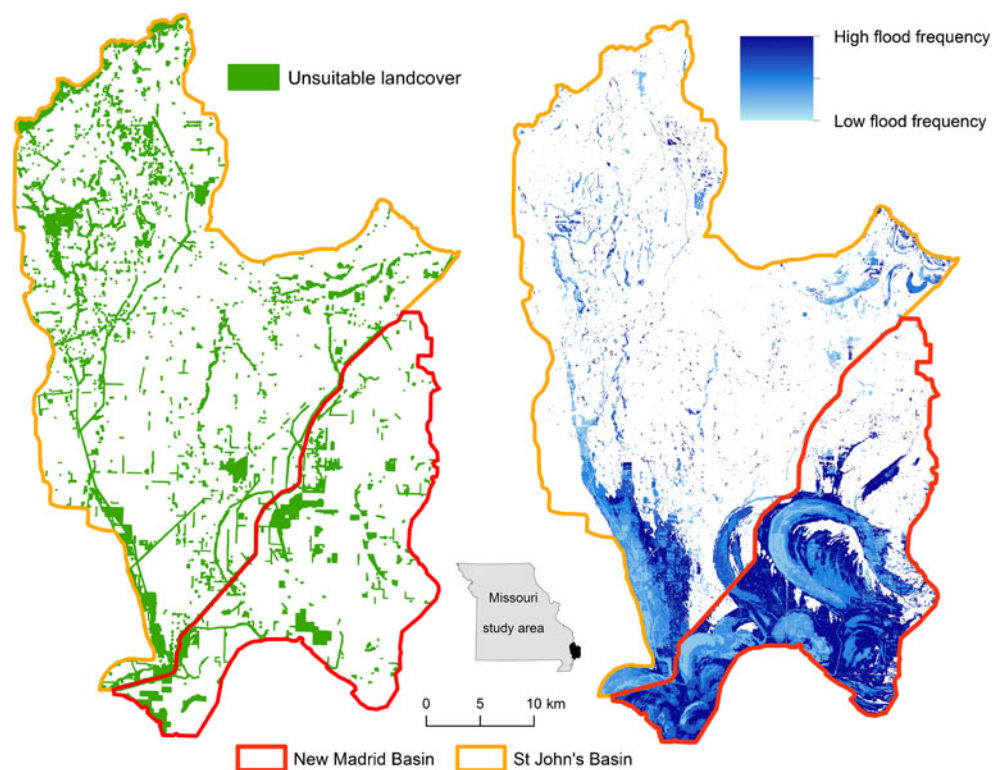 Unsuitable landcover
High flood frequency
Low flood frequency
Missouri
study area
0 5 10 km
New Madrid Basin
St John's Basin